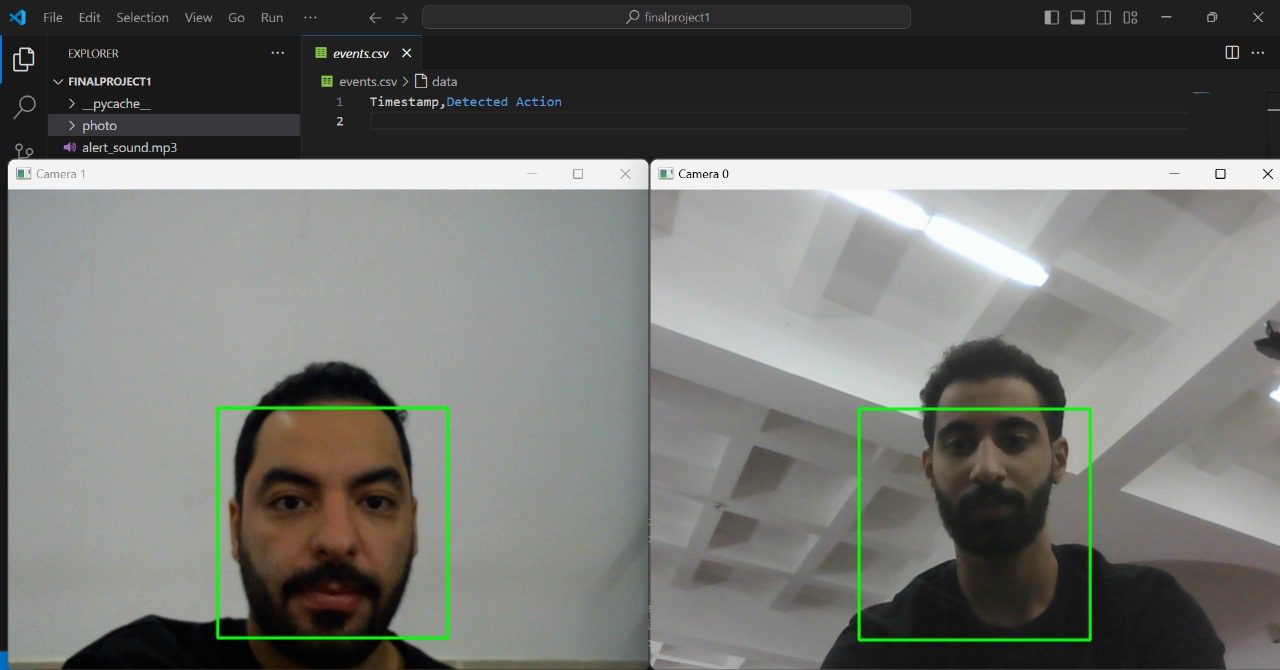 File Edit Selection View Go Run ···
finalproject1
EXPLORER ···
FINALPROJECT1
__pycache__
photo
alert_sound.mp3
events.csv
events.csv > data
1 Timestamp,Detected Action
2
Camera 1
Camera 0